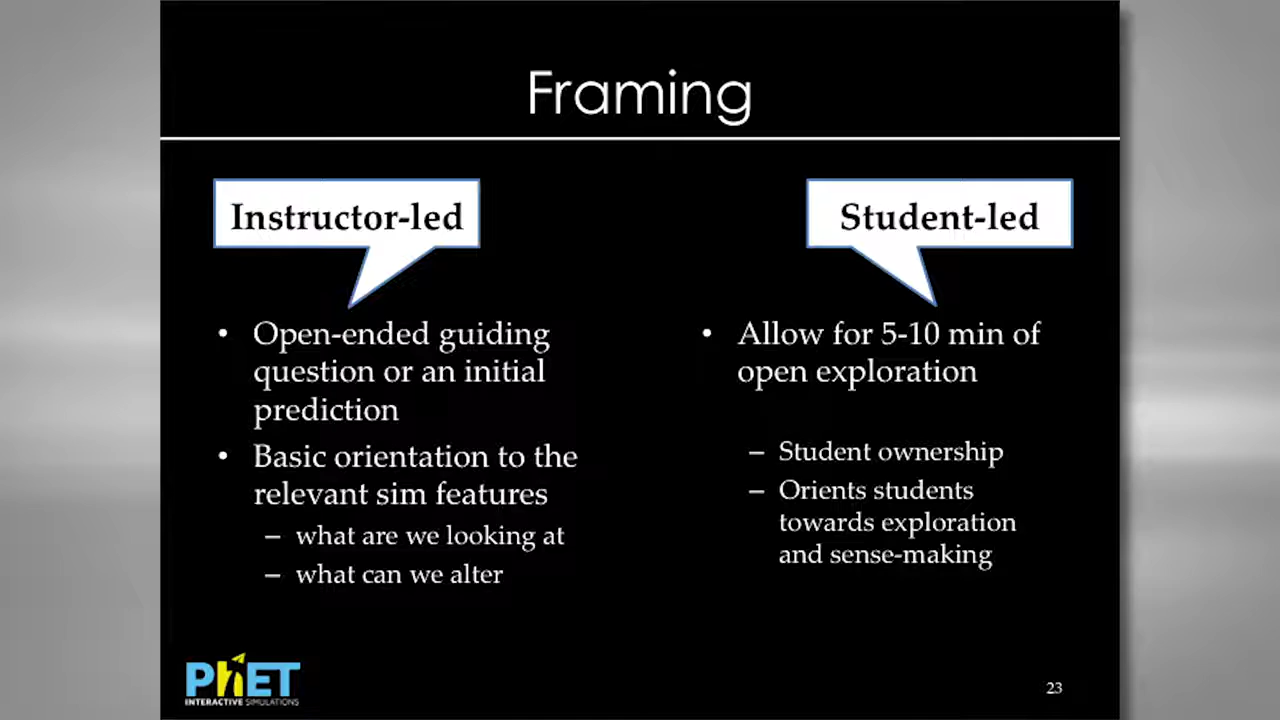 Framing
Instructor-led
Student-led
• Open-ended guiding
question or an initial
prediction
• Basic orientation to the
relevant sim features
– what are we looking at
– what can we alter
• Allow for 5-10 min of
open exploration
– Student ownership
– Orients students
towards exploration
and sense-making
PhET
INTERACTIVE SIMULATIONS
23